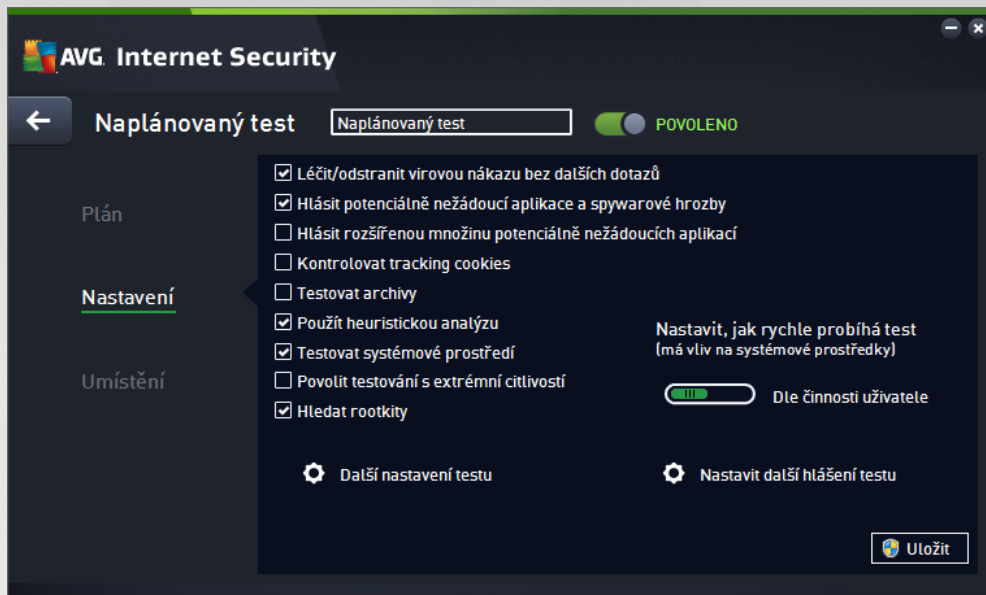 AVG. Internet Security
Naplánovaný test
Naplánovaný test
POVOLENO
Plán
Nastavení
Umístění
Léčit/odstranit virovou nákazu bez dalších dotazů
Hlásit potenciálně nežádoucí aplikace a spywarové hrozby
Hlásit rozšířenou množinu potenciálně nežádoucích aplikací
Kontrolovat tracking cookies
Testovat archivy
Použít heuristickou analýzu
Testovat systémové prostředí
Povolit testování s extrémní citlivostí
Hledat rootkity
Nastavit, jak rychle probíhá test
(má vliv na systémové prostředky)
Dle činnosti uživatele
Další nastavení testu
Nastavit další hlášení testu
Uložit